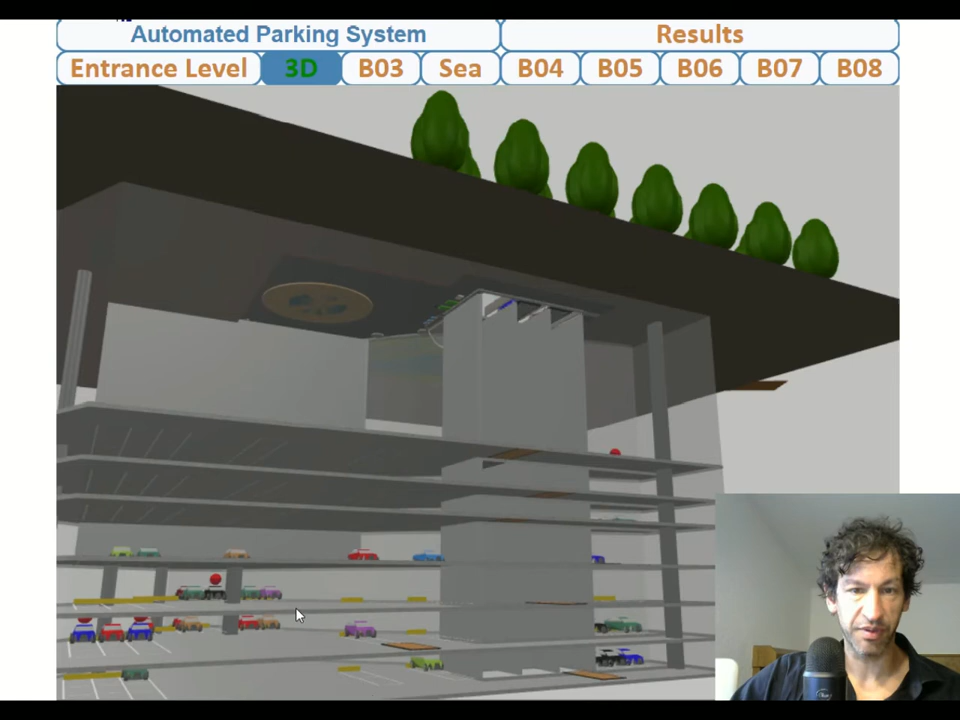 Automated Parking System
Results
Entrance Level
3D
B03
Sea
B04
B05
B06
B07
B08